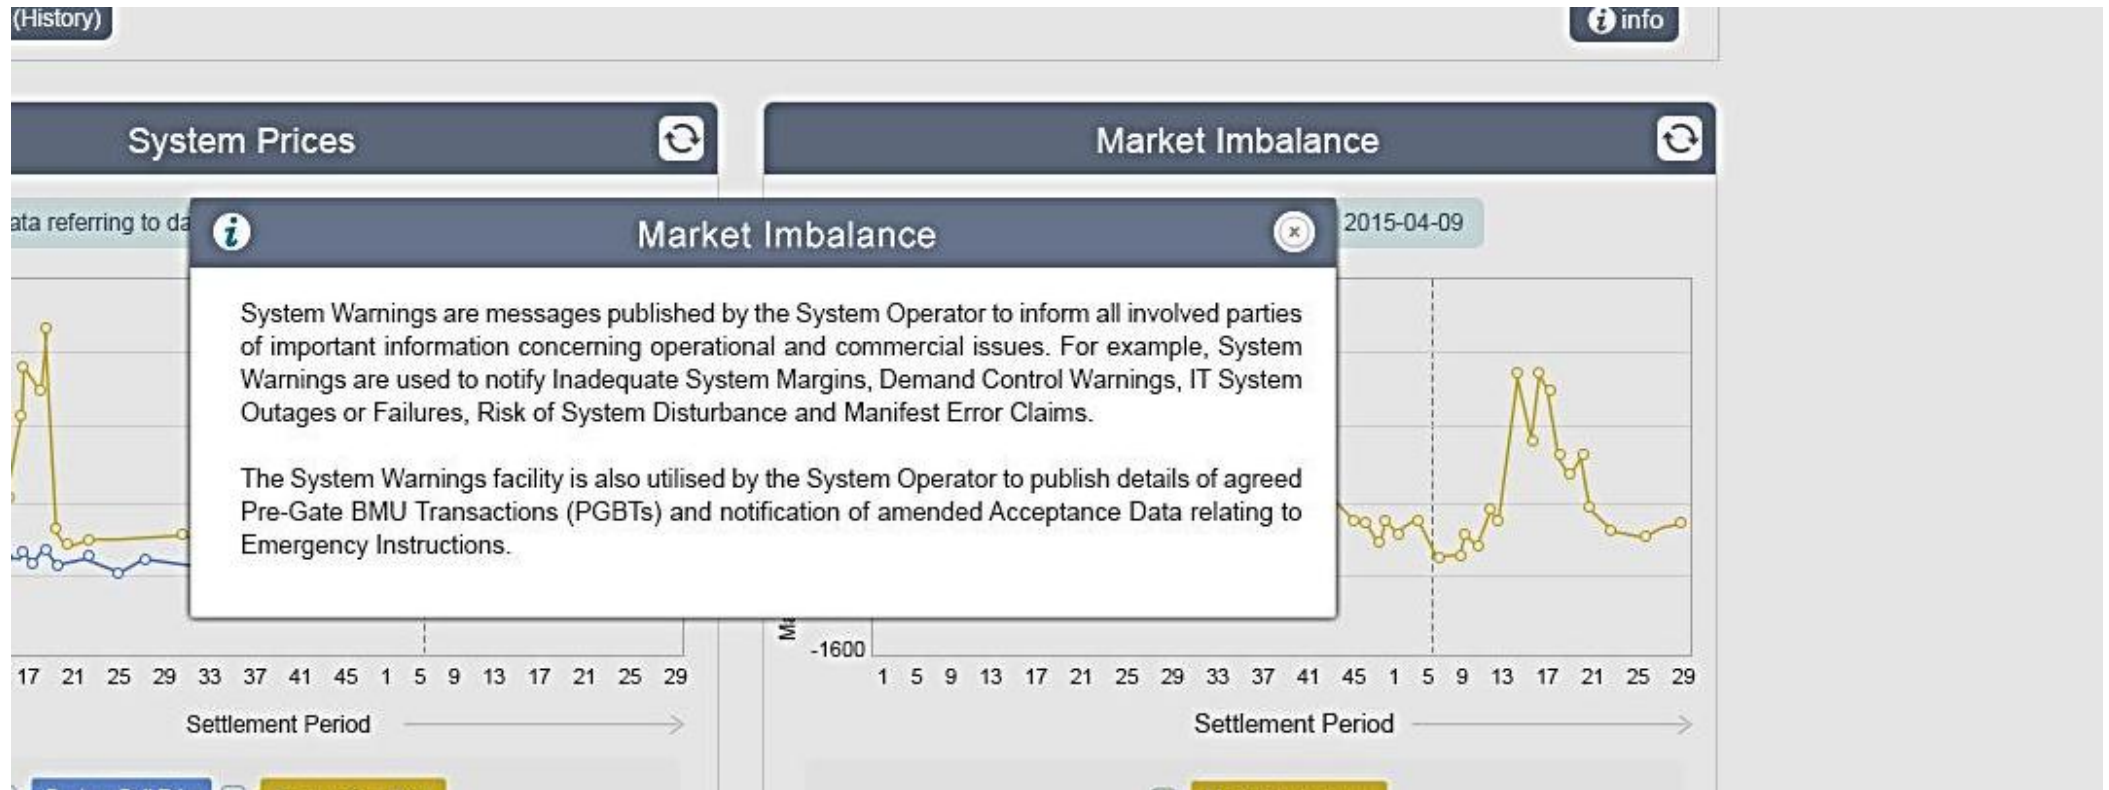 (History)
info
System Prices
Market Imbalance
ata referring to da
2015-04-09
Market Imbalance
System Warnings are messages published by the System Operator to inform all involved parties
of important information concerning operational and commercial issues. For example, System
Warnings are used to notify Inadequate System Margins, Demand Control Warnings, IT System
Outages or Failures, Risk of System Disturbance and Manifest Error Claims.
The System Warnings facility is also utilised by the System Operator to publish details of agreed
Pre-Gate BMU Transactions (PGBTs) and notification of amended Acceptance Data relating to
Emergency Instructions.
Ma
-1600
17 21 25 29 33 37 41 45 1 5 9 13 17 21 25 29
1 5 9 13 17 21 25 29 33 37 41 45 1 5 9 13 17 21 25 29
Settlement Period
Settlement Period